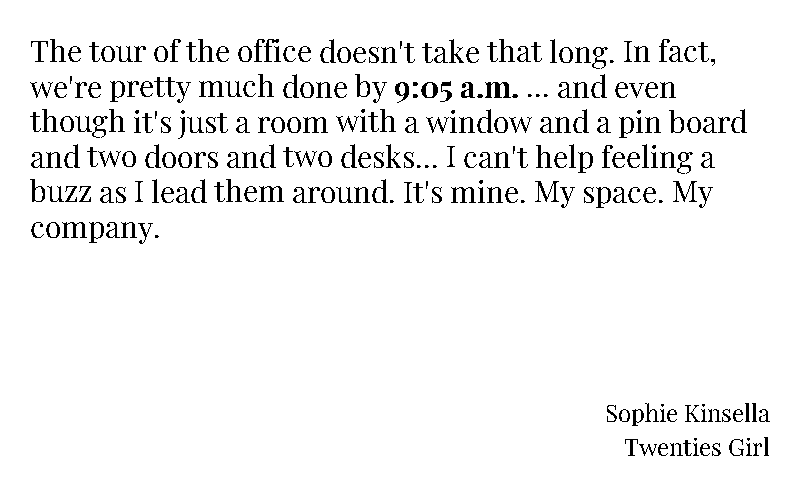 The tour of the office doesn't take that long. In fact,
we're pretty much done by 9:05 a.m. ... and even
though it's just a room with a window and a pin board
and two doors and two desks... I can't help feeling a
buzz as I lead them around. It's mine. My space. My
company.
Sophie Kinsella
Twenties Girl